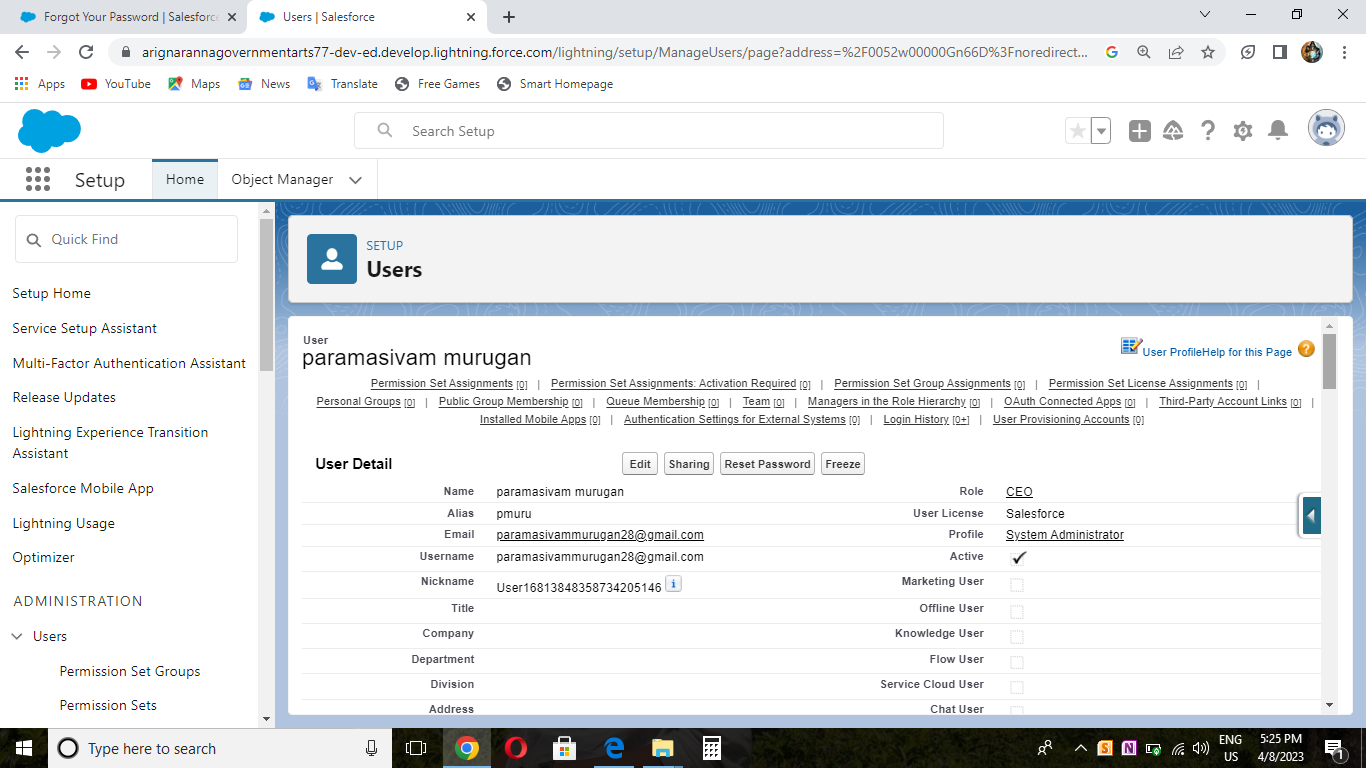 Forgot Your Password | Salesforc
Users | Salesforce
arignarannagovernmentarts77-dev-ed.develop.lightning.force.com/lightning/setup/ManageUsers/page?address=%2F0052w00000Gn66D%3Fnoredirect...
Apps YouTube Maps News Translate Free Games Smart Homepage
Search Setup
Setup Home Object Manager
Quick Find
Setup Home
Service Setup Assistant
Multi-Factor Authentication Assistant
Release Updates
Lightning Experience Transition
Assistant
Salesforce Mobile App
Lightning Usage
Optimizer
ADMINISTRATION
Users
Permission Set Groups
Permission Sets
SETUP
Users
User
paramasivam murugan
User ProfileHelp for this Page
Permission Set Assignments [0] | Permission Set Assignments: Activation Required [0] | Permission Set Group Assignments [0] | Permission Set License Assignments [0] |
Personal Groups [0] | Public Group Membership [0] | Queue Membership [0] | Team [0] | Managers in the Role Hierarchy [0] | OAuth Connected Apps [0] | Third-Party Account Links [0] |
Installed Mobile Apps [0] | Authentication Settings for External Systems [0] | Login History [0+] | User Provisioning Accounts [0]
User Detail Edit Sharing Reset Password Freeze
Name paramasivam murugan Role CEO
Alias pmuru User License Salesforce
Email paramasivammurugan28@gmail.com Profile System Administrator
Username paramasivammurugan28@gmail.com Active
Nickname User16813848358734205146 i Marketing User
Title Offline User
Company Knowledge User
Department Flow User
Division Service Cloud User
Address Chat User
Type here to search
ENG
US
5:25 PM
4/8/2023
1